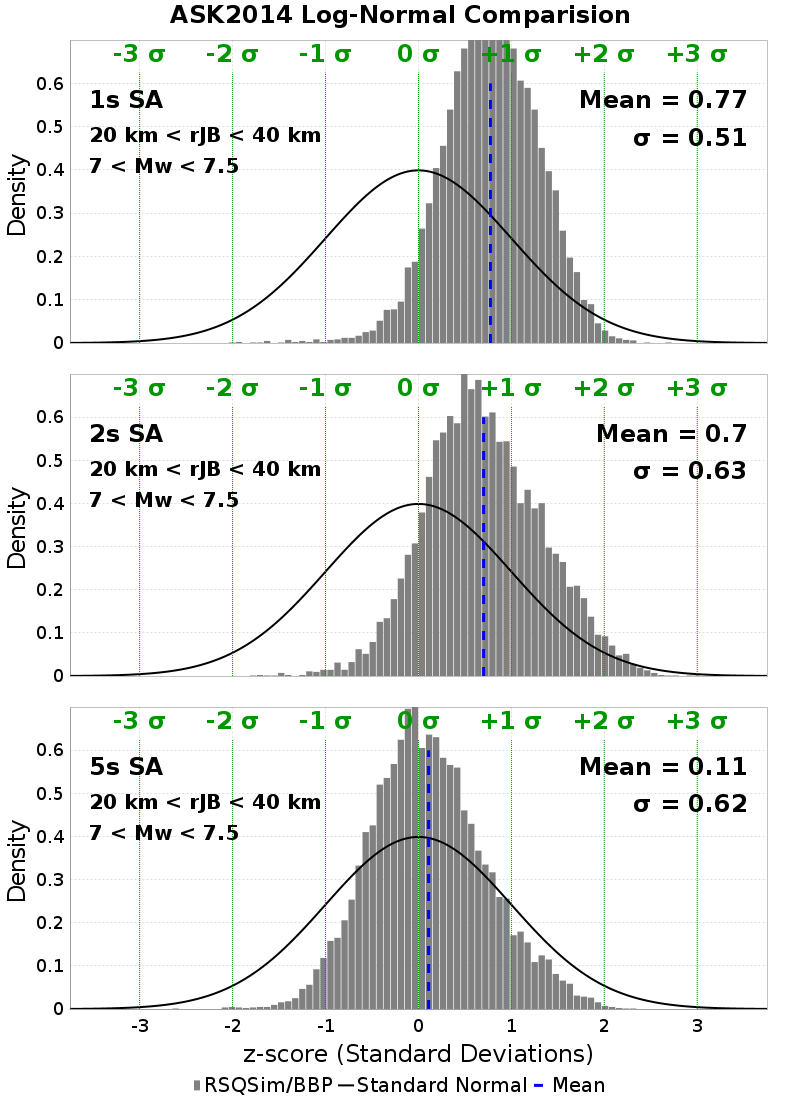 ASK2014 Log-Normal Comparision
-3 σ -2 σ -1 σ 0 σ +1 σ +2 σ +3 σ
1s SA
20 km < rJB < 40 km
7 < Mw < 7.5
Mean = 0.77
σ = 0.51
Density
0.6
0.5
0.4
0.3
0.2
0.1
0
-3 σ -2 σ -1 σ 0 σ +1 σ +2 σ +3 σ
2s SA
20 km < rJB < 40 km
7 < Mw < 7.5
Mean = 0.7
σ = 0.63
Density
0.6
0.5
0.4
0.3
0.2
0.1
0
-3 σ -2 σ -1 σ 0 σ +1 σ +2 σ +3 σ
5s SA
20 km < rJB < 40 km
7 < Mw < 7.5
Mean = 0.11
σ = 0.62
Density
0.6
0.5
0.4
0.3
0.2
0.1
0
-3 -2 -1 0 1 2 3
z-score (Standard Deviations)
RSQSim/BBP Standard Normal Mean